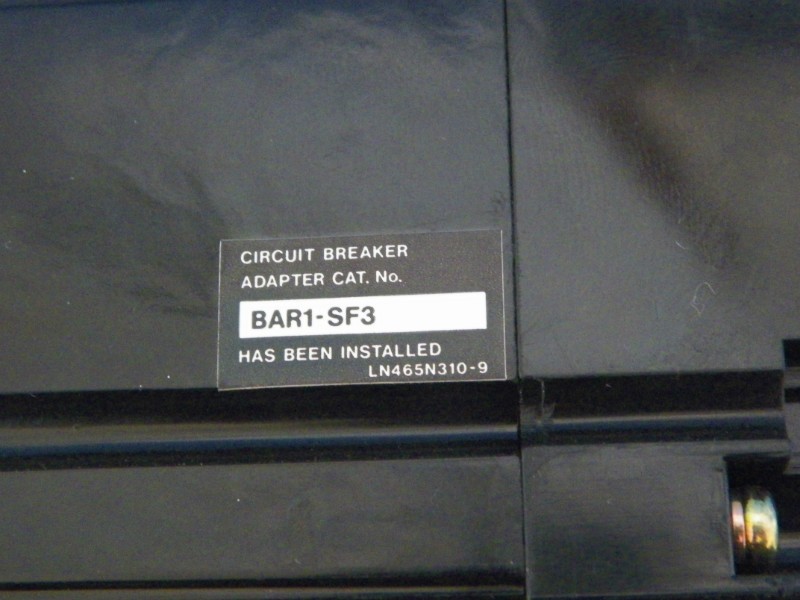 CIRCUIT BREAKER
ADAPTER CAT. No.
BAR1-SF3
HAS BEEN INSTALLED
LN465N310-9